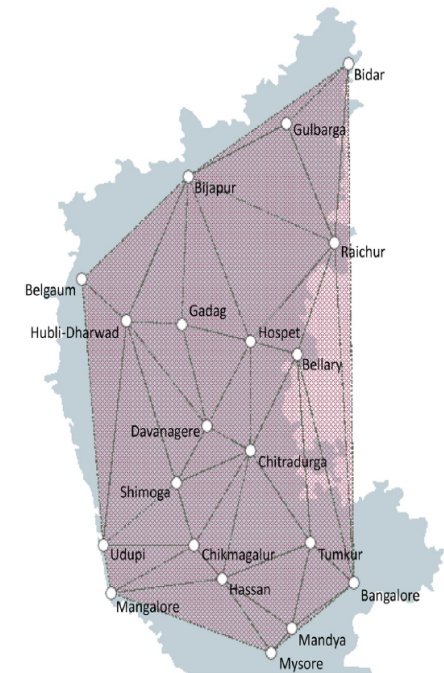 Bidar
Gulbarga
Bijapur
Raichur
Belgaum
Gadag
Hubli-Dharwad
Hospet
Bellary
Davanagere
Chitradurga
Shimoga
Udupi
Chikmagalur
Tumkur
Hassan
Bangalore
Mangalore
Mandya
Mysore